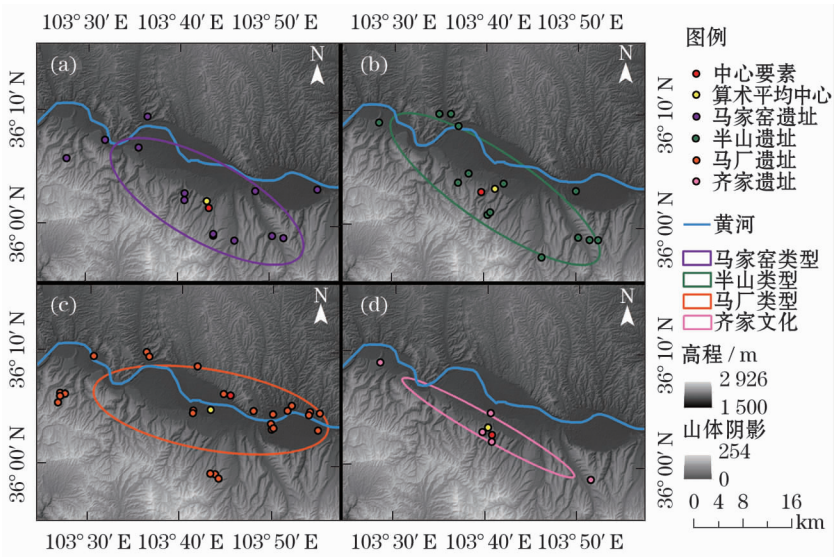 103° 30′ E 103° 40′ E 103° 50′ E 103° 30′ E 103° 40′ E 103° 50′ E
36° 10′ N
36° 00′ N
(a)
N
(b)
N
36° 10′ N
36° 00′ N
36° 10′ N
36° 00′ N
(c)
N
(d)
N
36° 10′ N
36° 00′ N
103° 30′ E 103° 40′ E 103° 50′ E 103° 30′ E 103° 40′ E 103° 50′ E
图例
中心要素
算术平均中心
马家窑遗址
半山遗址
马厂遗址
齐家遗址
黄河
马家窑类型
半山类型
马厂类型
齐家文化
高程 / m
2 926
1 500
山体阴影
254
0
0 4 8 16
km